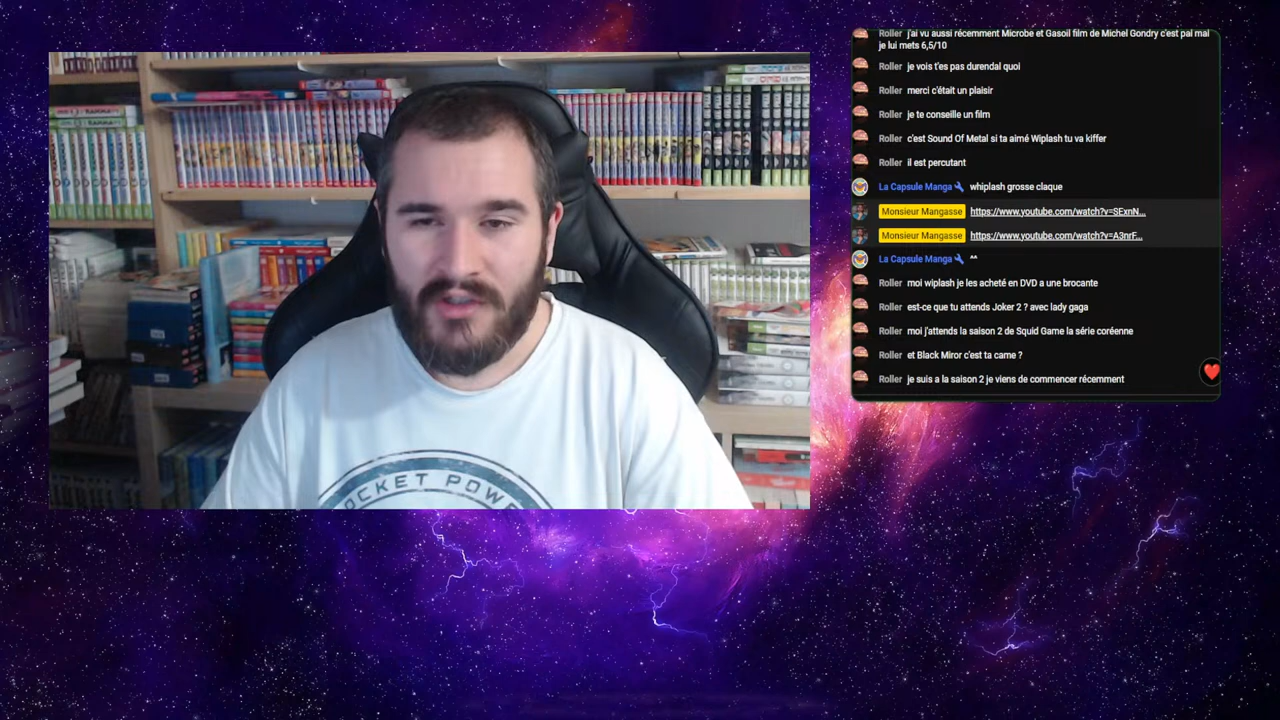 Roller j'ai vu aussi récemment Microbe et Gasoil film de Michel Gondry c'est pal mal
je lui mets 6,5/10
Roller je vois t'es pas durendal quoi
Roller merci c'était un plaisir
Roller je te conseille un film
Roller c'est Sound Of Metal si ta aimé Wiplash tu va kiffer
Roller il est percutant
La Capsule Manga whiplash grosse claque
Monsieur Mangasse https://www.youtube.com/watch?v=SExnN...
Monsieur Mangasse https://www.youtube.com/watch?v=A3nrF...
La Capsule Manga ^^
Roller moi wiplash je les acheté en DVD a une brocante
Roller est-ce que tu attends Joker 2 ? avec lady gaga
Roller moi j'attends la saison 2 de Squid Game la série coréenne
Roller et Black Miror c'est ta came ?
Roller je suis a la saison 2 je viens de commencer récemment
OCKET POW